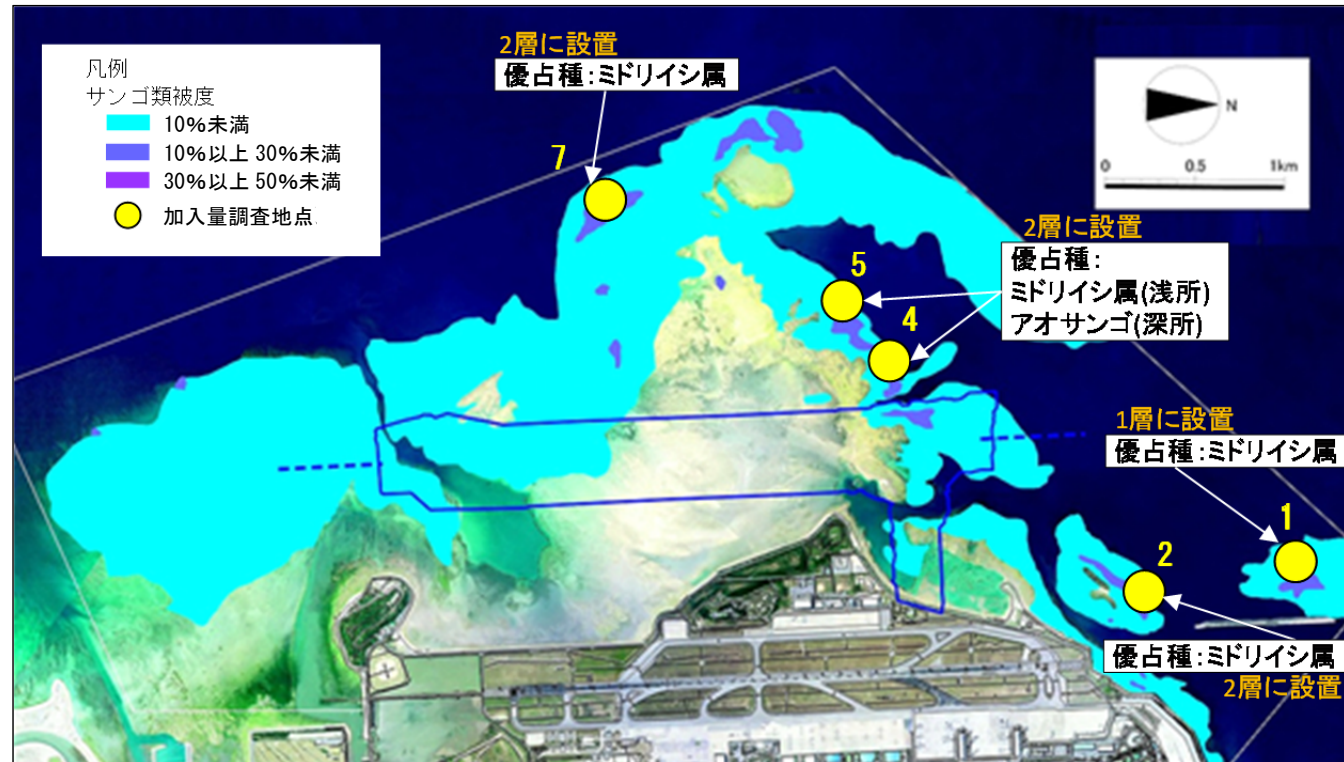 2層に設置
優占種:ミドリイシ属
凡例
サンゴ類被度
10%未満
10%以上 30%未満
30%以上 50%未満
加入量調査地点
N
0 0.5 1km
7
2層に設置
優占種:
ミドリイシ属(浅所)
アオサンゴ(深所)
5
4
1層に設置
優占種:ミドリイシ属
1
2
優占種:ミドリイシ属
2層に設置